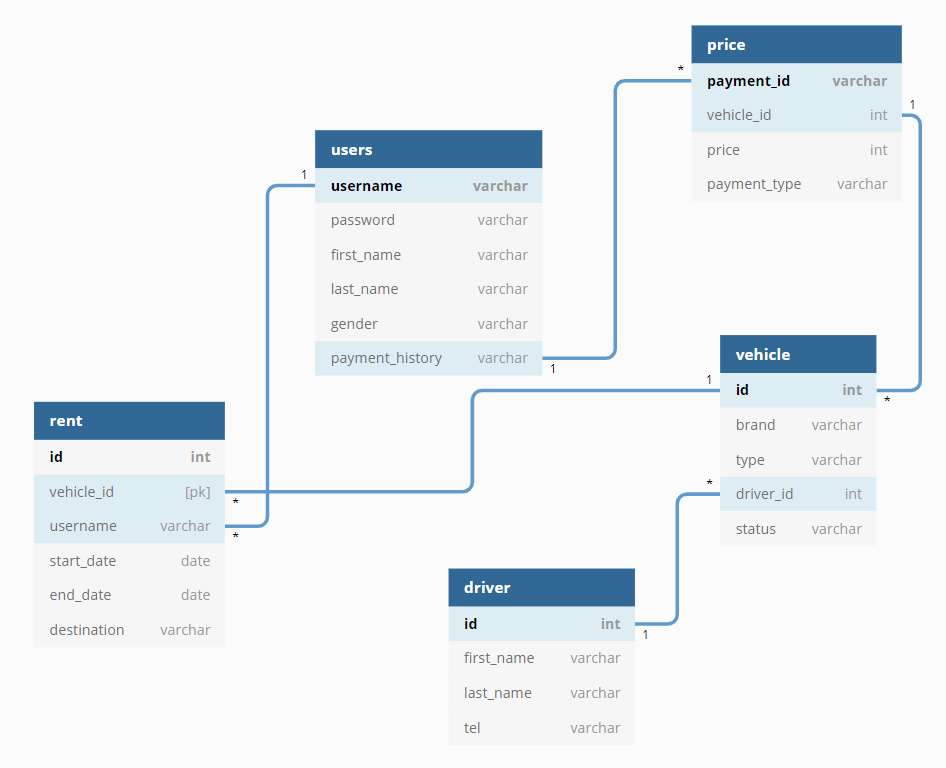 price
payment_id varchar
vehicle_id int
price int
payment_type varchar
*
1
users
username varchar
password varchar
first_name varchar
last_name varchar
gender varchar
payment_history varchar
1
1
vehicle
id int
brand varchar
type varchar
driver_id int
status varchar
1
*
*
rent
id int
vehicle_id [pk]
username varchar
start_date date
end_date date
destination varchar
*
*
driver
id int
first_name varchar
last_name varchar
tel varchar
1